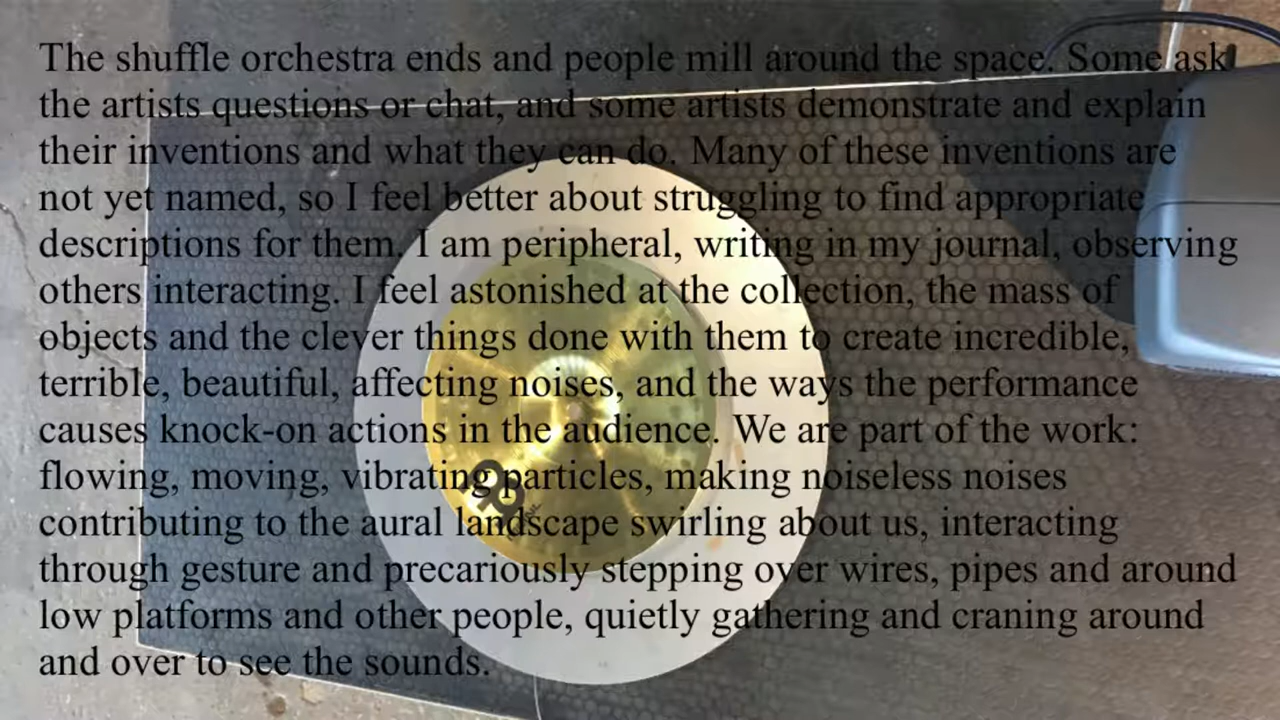 The shuffle orchestra ends and people mill around the space. Some ask
the artists questions or chat, and some artists demonstrate and explain
their inventions and what they can do. Many of these inventions are
not yet named, so I feel better about struggling to find appropriate
descriptions for them. I am peripheral, writing in my journal, observing
others interacting. I feel astonished at the collection, the mass of
objects and the clever things done with them to create incredible,
terrible, beautiful, affecting noises, and the ways the performance
causes knock-on actions in the audience. We are part of the work:
flowing, moving, vibrating particles, making noiseless noises
contributing to the aural landscape swirling about us, interacting
through gesture and precariously stepping over wires, pipes and around
low platforms and other people, quietly gathering and craning around
and over to see the sounds.